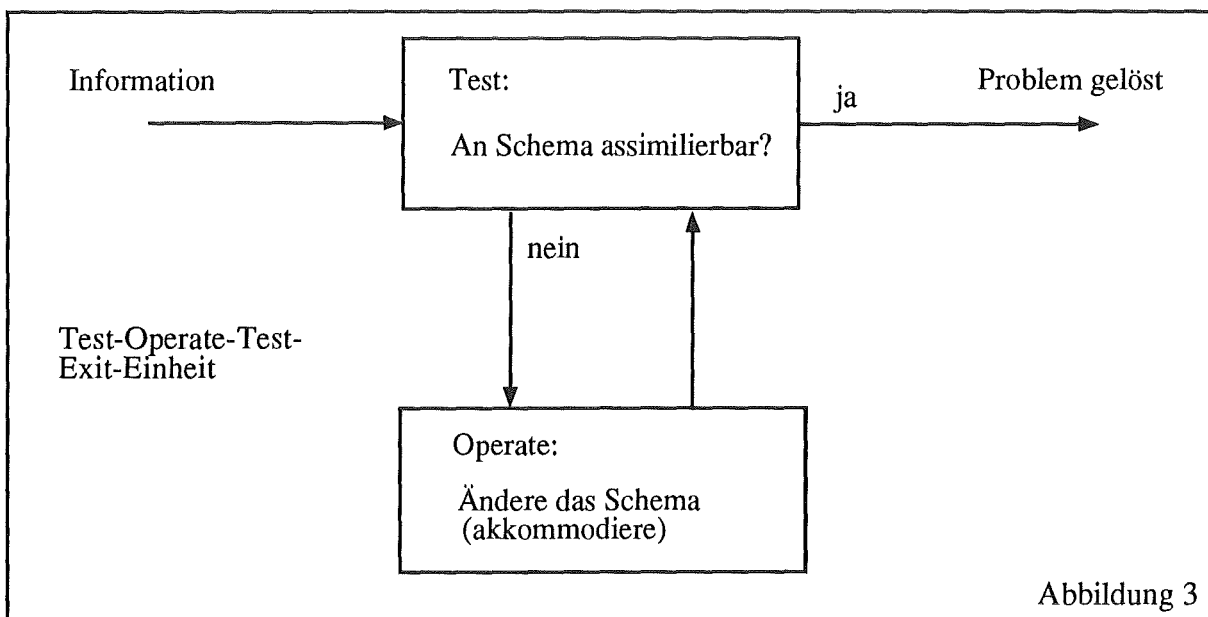 Information
Test:
An Schema assimilierbar?
ja
Problem gelöst
nein
Test-Operate-Test-
Exit-Einheit
Operate:
Ändere das Schema
(akkommodiere)
Abbildung 3